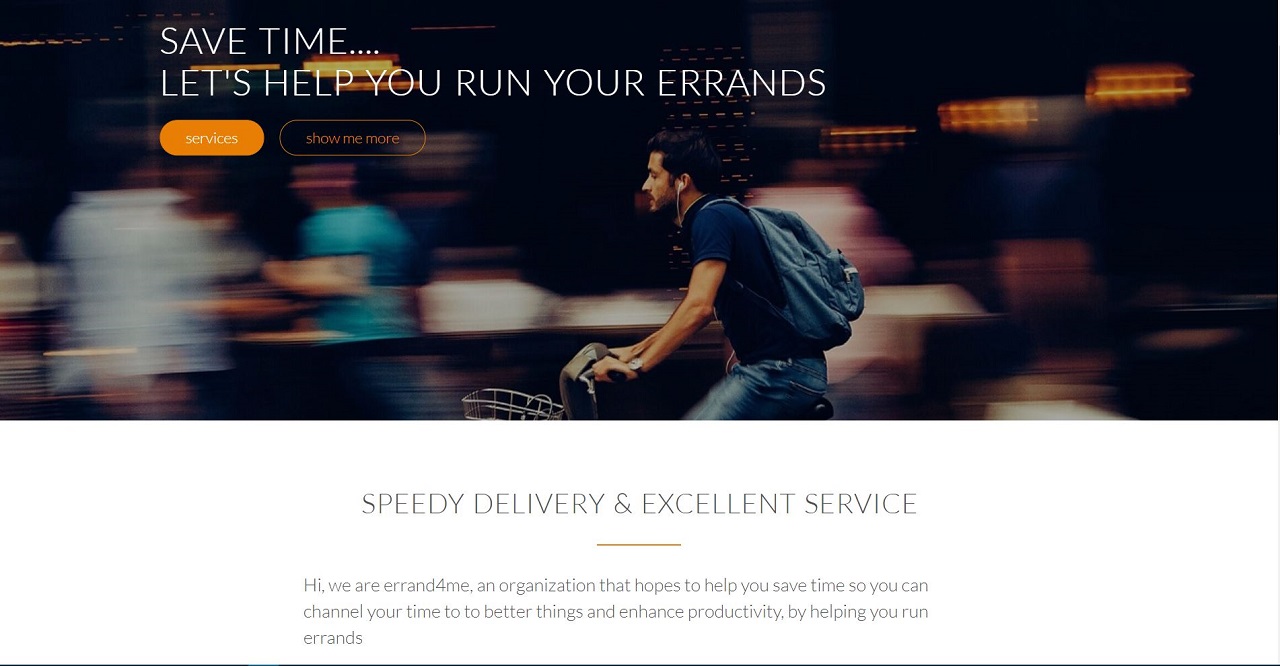 SAVE TIME....
LET'S HELP YOU RUN YOUR ERRANDS
services show me more
SPEEDY DELIVERY & EXCELLENT SERVICE
Hi, we are errand4me, an organization that hopes to help you save time so you can
channel your time to to better things and enhance productivity, by helping you run
errands